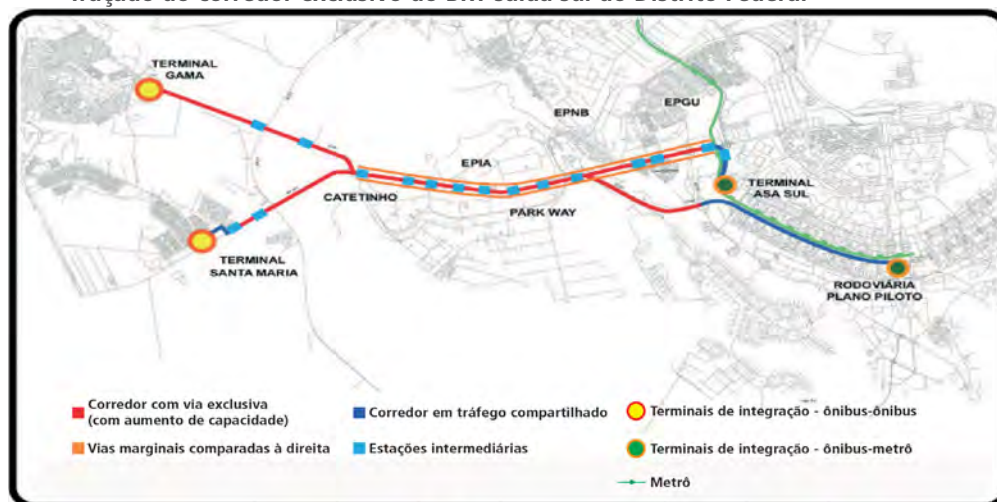 TERMINAL
GAMA
EPNB
EPGU
EPIA
CATETINHO
PARK WAY
TERMINAL
ASA SUL
TERMINAL
SANTA MARIA
RODOVIÁRIA
PLANO PILOTO
Corredor com via exclusiva
(com aumento de capacidade)
Corredor em tráfego compartilhado
Terminais de integração - ônibus-ônibus
Vias marginais comparadas à direita
Estações intermediárias
Terminais de integração - ônibus-metrô
Metrô